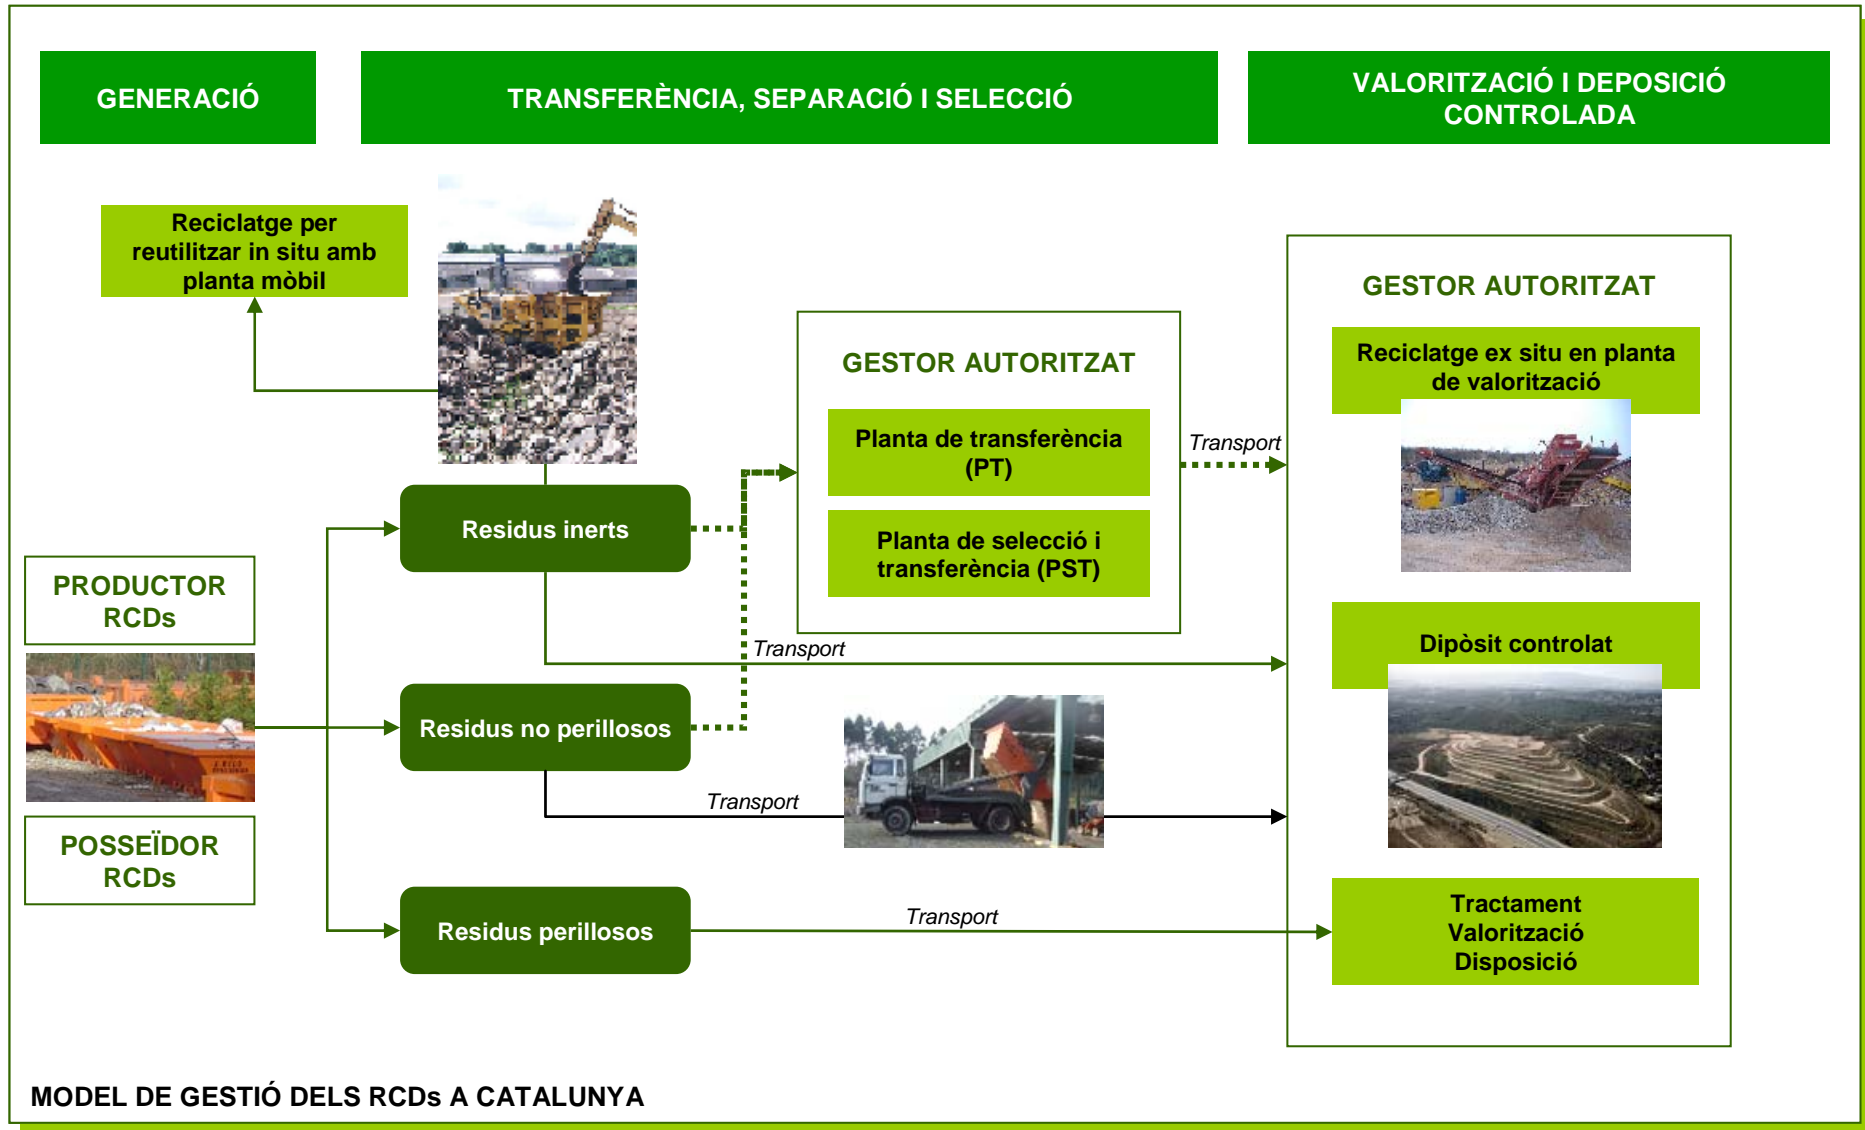 GENERACIÓ
TRANSFERÈNCIA, SEPARACIÓ I SELECCIÓ
VALORITZACIÓ I DEPOSICIÓ
CONTROLADA
Reciclatge per
reutilitzar in situ amb
planta mòbil
GESTOR AUTORITZAT
Planta de transferència
(PT)
Planta de selecció i
transferència (PST)
Transport
GESTOR AUTORITZAT
Reciclatge ex situ en planta
de valorització
Dipòsit controlat
Tractament
Valorització
Disposició
Residus inerts
Transport
PRODUCTOR
RCDs
POSSEÏDOR
RCDs
Residus no perillosos
Transport
Residus perillosos
Transport
MODEL DE GESTIÓ DELS RCDs A CATALUNYA